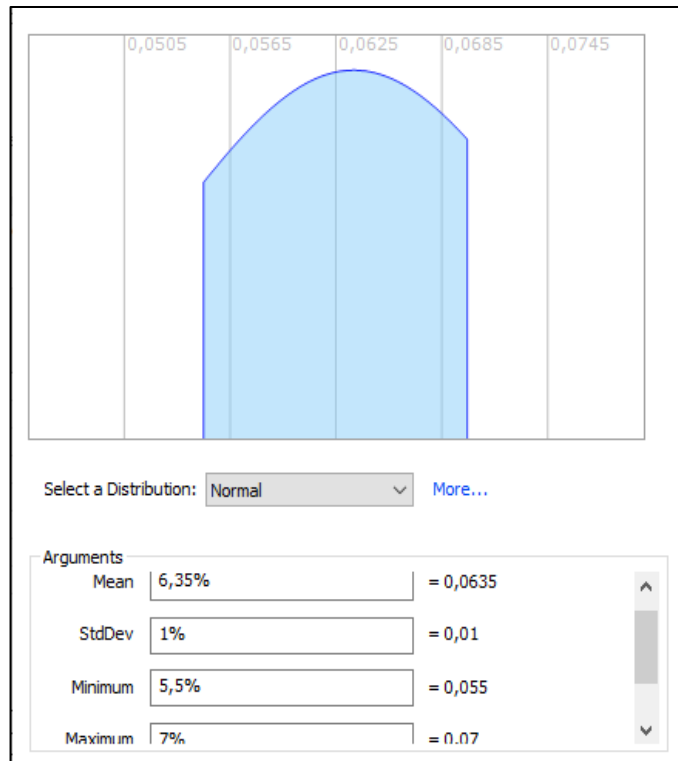 0,0505 0,0565 0,0625 0,0685 0,0745
Select a Distribution: Normal More...
Arguments
Mean 6,35% = 0,0635
StdDev 1% = 0,01
Minimum 5,5% = 0,055
Maximum 7% = 0,07